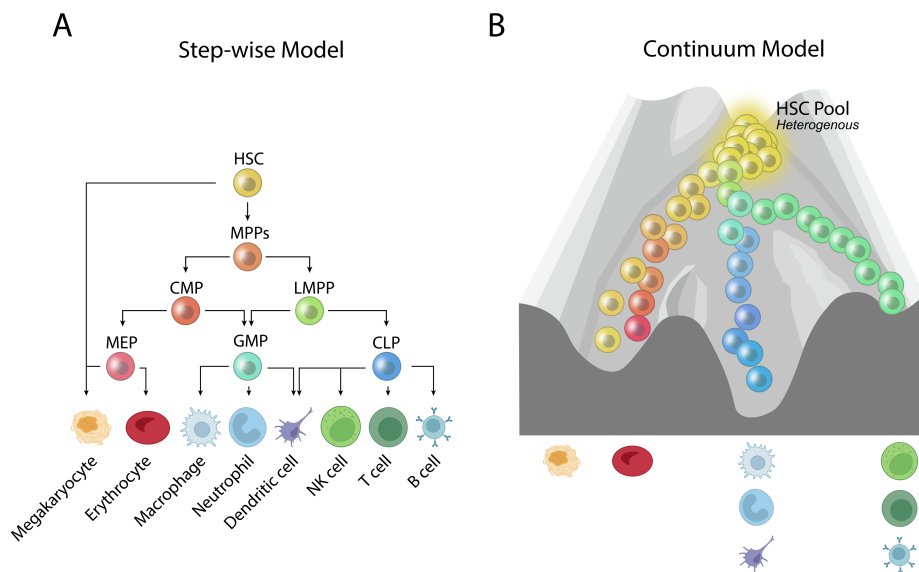 A
Step-wise Model
HSC
MPPs
CMP
LMPP
MEP
GMP
CLP
Megakaryocyte
Erythrocyte
Macrophage
Neutrophil
Dendritic cell
NK cell
T cell
B cell
B
Continuum Model
HSC Pool
Heterogenous